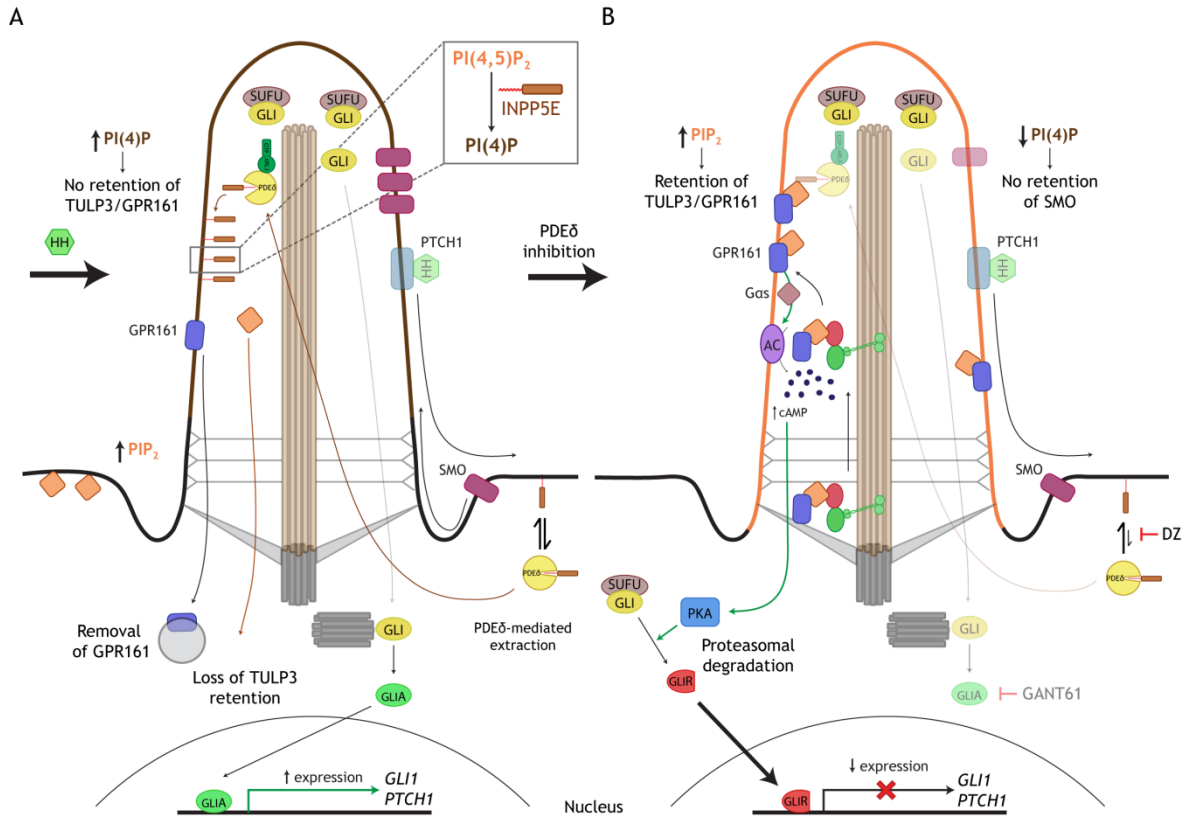 A
SUFU
GLI
SUFU
GLI
PI(4,5)P2
INPP5E
PI(4)P
↑ PI(4)P
No retention of
TULP3/GPR161
PDEδ
GLI
HH
PTCH1
HH
GPR161
↑ PIP2
SMO
PDEδ
PDEδ-mediated
extraction
Removal
of GPR161
Loss of TULP3
retention
GLI
GLIA
GLIA
↑ expression
GLI1
PTCH1
PDEδ
inhibition
Nucleus
B
SUFU
GLI
SUFU
GLI
↑ PIP2
Retention of
TULP3/GPR161
PDEδ
GLI
↓ PI(4)P
No retention
of SMO
GPR161
PTCH1
HH
Gαs
AC
↑ cAMP
SMO
DZ
PDEδ
SUFU
GLI
PKA
Proteasomal
degradation
GLIR
GLI
GLIA
GANT61
GLIR
↓ expression
GLI1
PTCH1